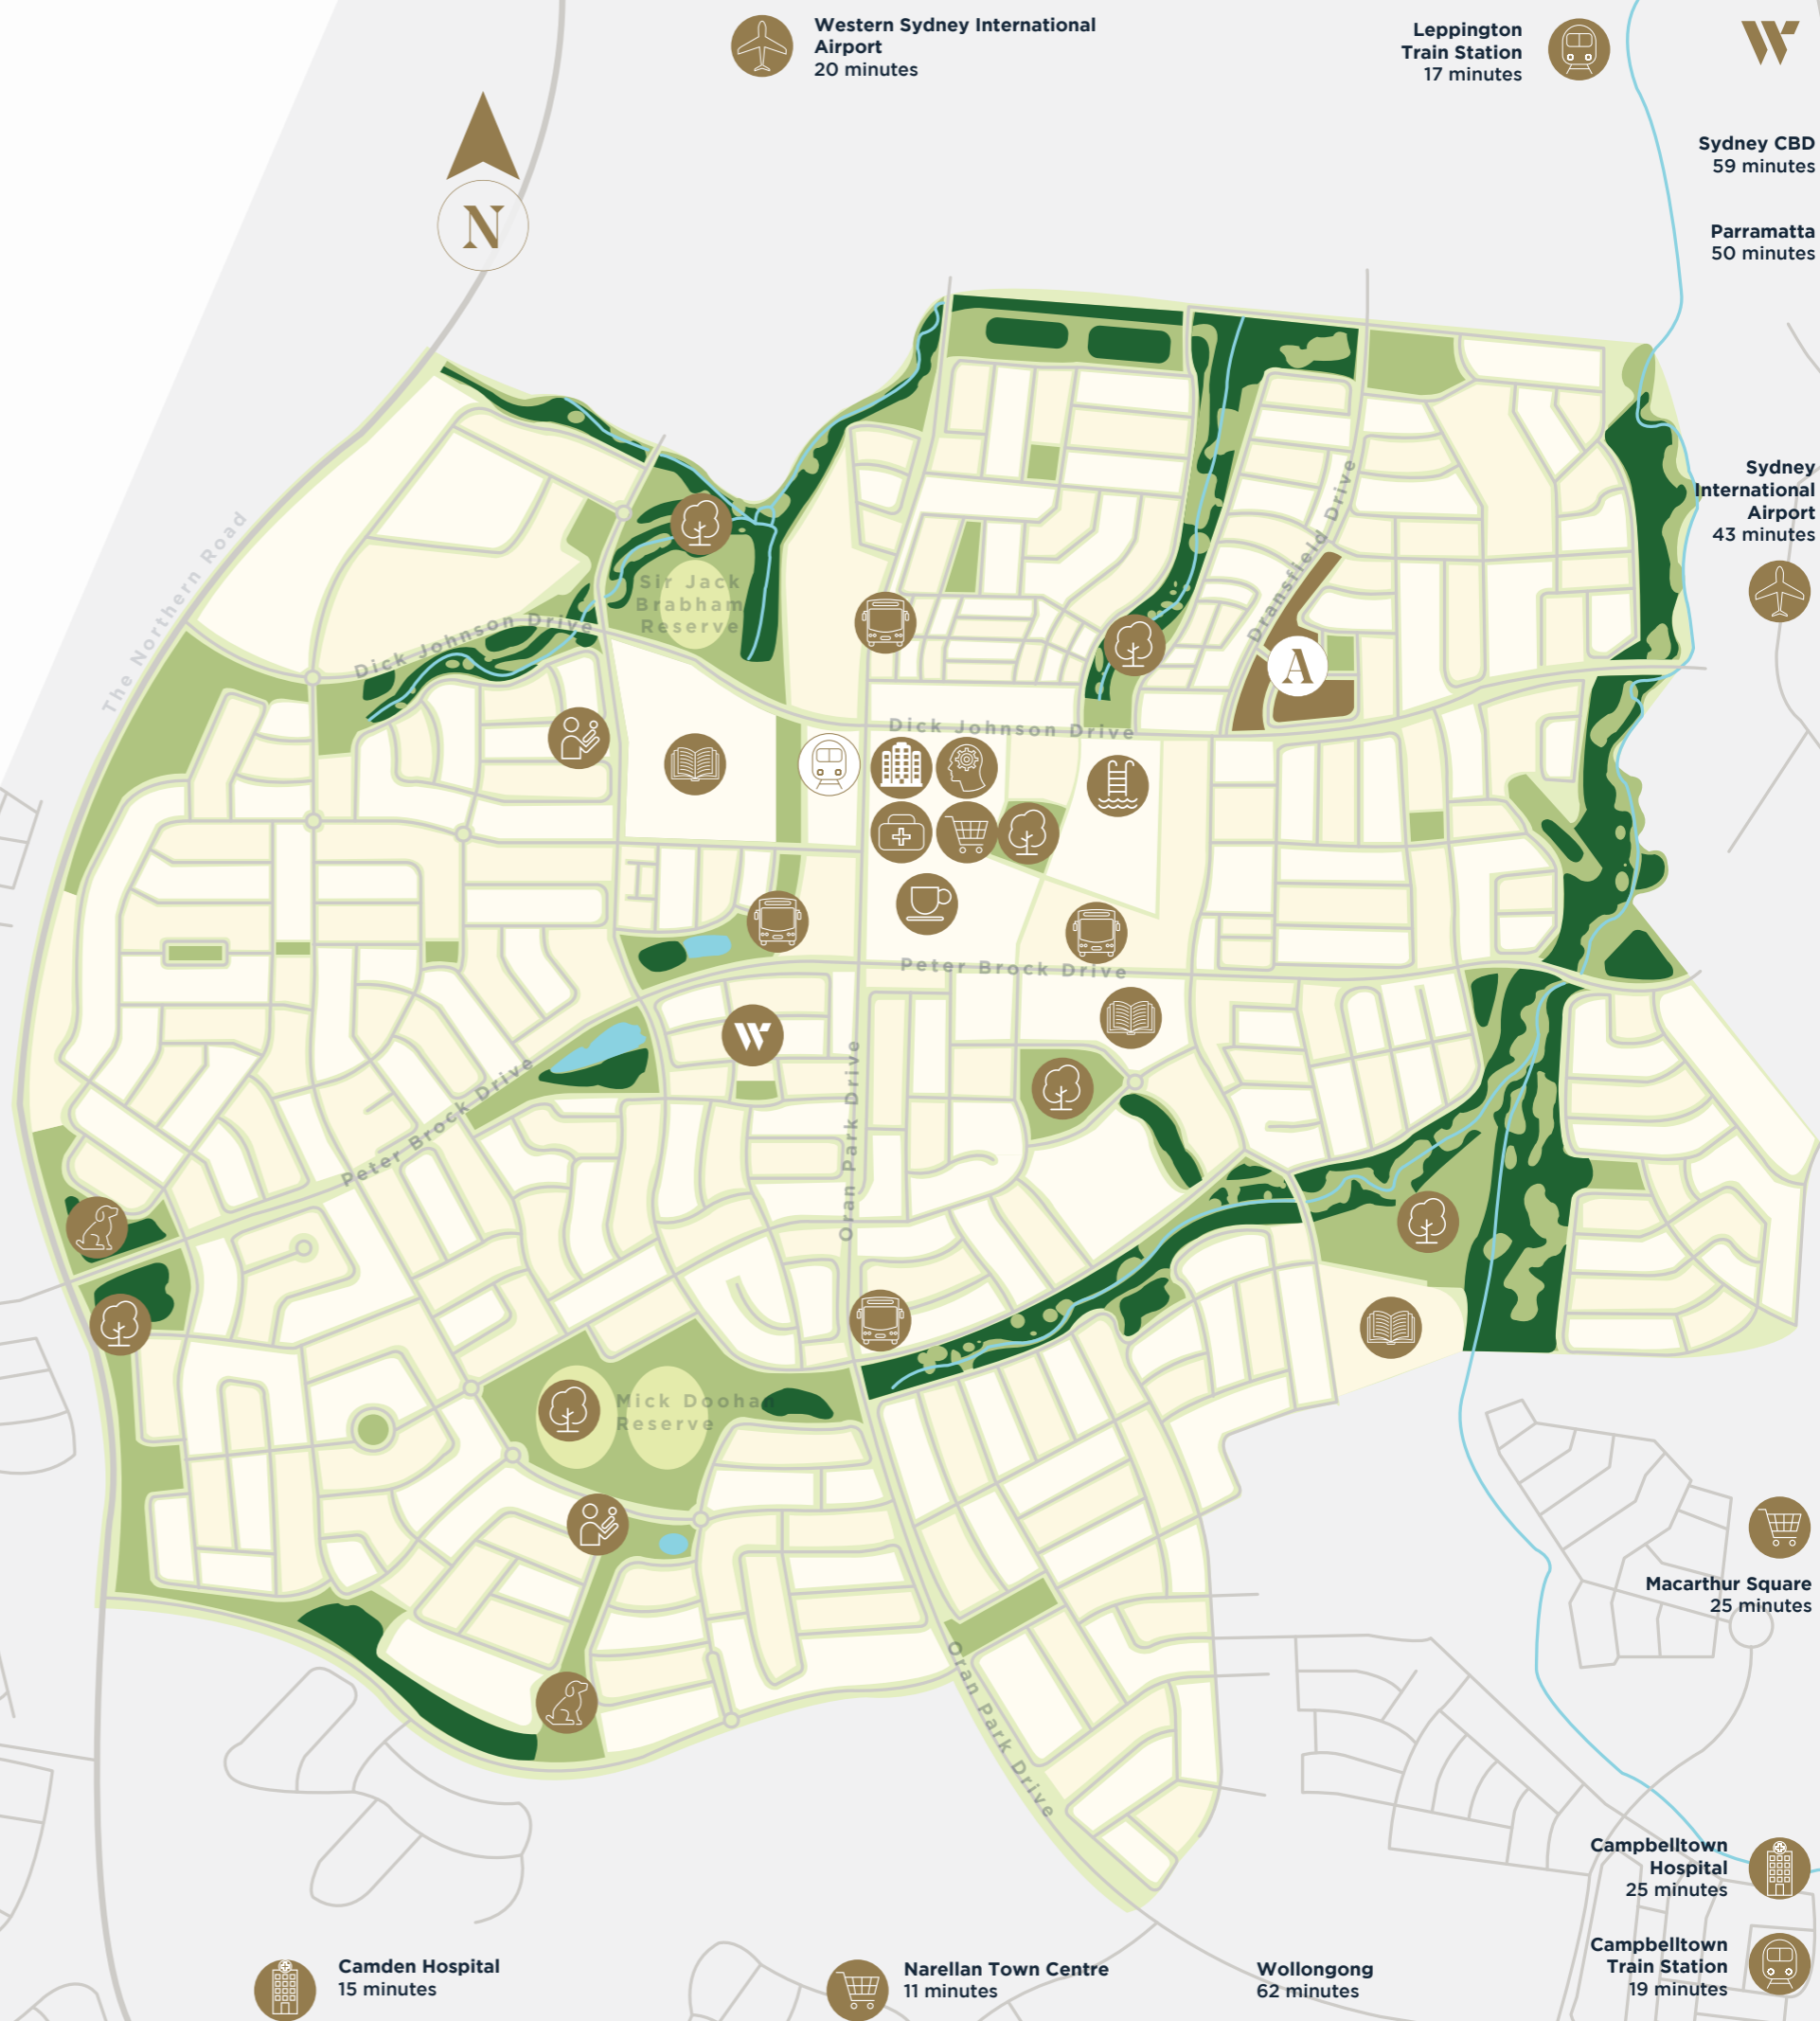 Western Sydney International
Airport
20 minutes
Leppington
Train Station
17 minutes
W
Sydney CBD
59 minutes
Parramatta
50 minutes
N
Sydney
International
Airport
43 minutes
The Northern Road
Sir Jack
Brabham
Reserve
Dick Johnson Drive
Dransfield Drive
A
Dick Johnson Drive
Peter Brock Drive
W
Oran Park Drive
Peter Brock Drive
Mick Doohan
Reserve
Oran Park Drive
Macarthur Square
25 minutes
Campbelltown
Hospital
25 minutes
Campbelltown
Train Station
19 minutes
Camden Hospital
15 minutes
Narellan Town Centre
11 minutes
Wollongong
62 minutes